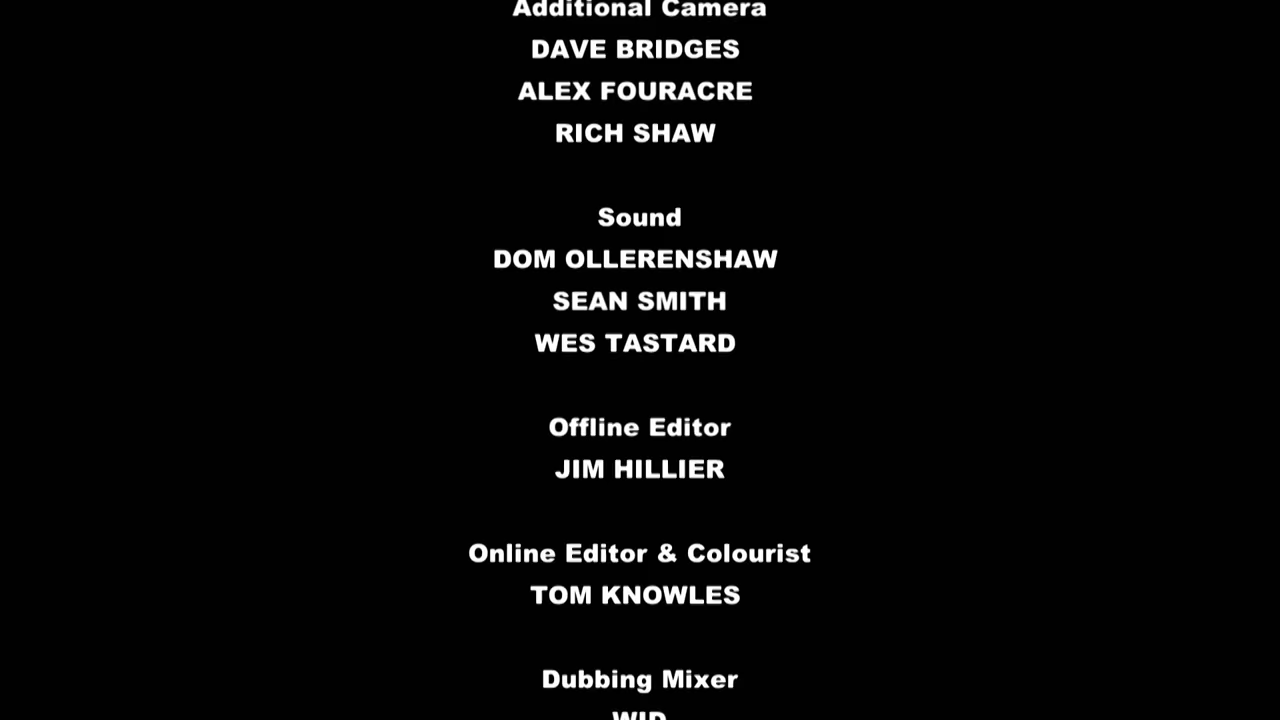 Additional Camera
DAVE BRIDGES
ALEX FOURACRE
RICH SHAW
Sound
DOM OLLERENSHAW
SEAN SMITH
WES TASTARD
Offline Editor
JIM HILLIER
Online Editor & Colourist
TOM KNOWLES
Dubbing Mixer